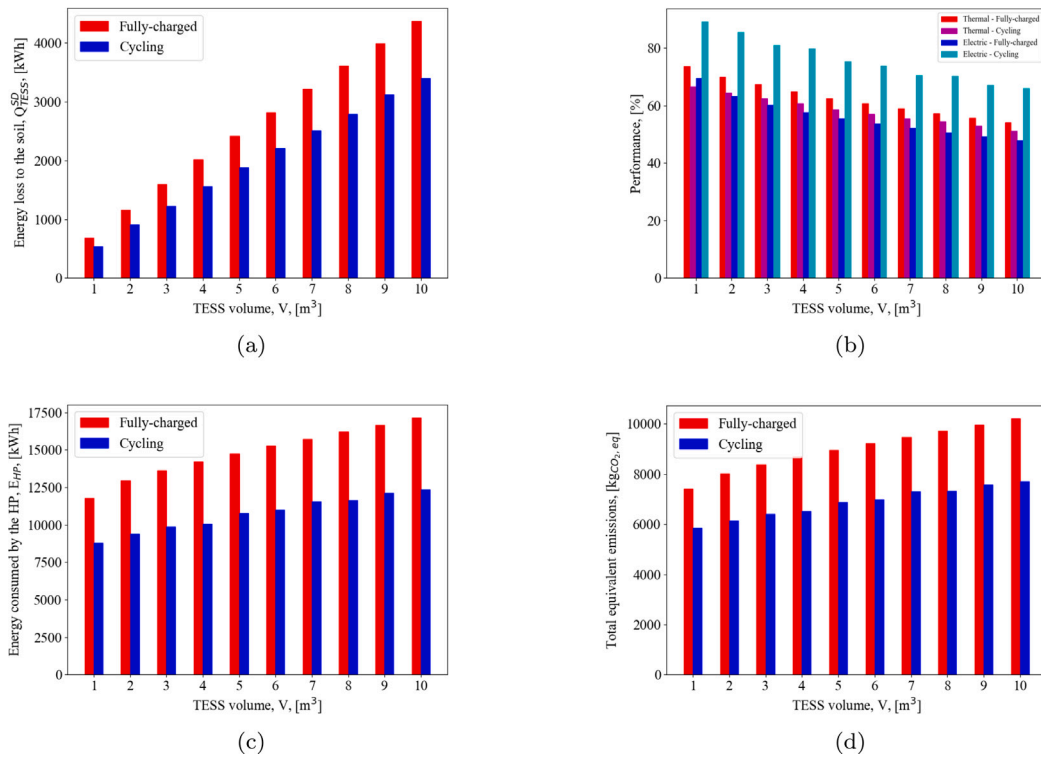 Energy loss to the soil, Q_TESS^SD, [kWh]
4000
3000
2000
1000
0
Fully-charged
Cycling
1 2 3 4 5 6 7 8 9 10
TESS volume, V, [m³]
(a)
Performance, [%]
80
60
40
20
0
Thermal - Fully-charged
Thermal - Cycling
Electric - Fully-charged
Electric - Cycling
1 2 3 4 5 6 7 8 9 10
TESS volume, V, [m³]
(b)
Energy consumed by the HP, E_HP, [kWh]
17500
15000
12500
10000
7500
5000
2500
0
Fully-charged
Cycling
1 2 3 4 5 6 7 8 9 10
TESS volume, V, [m³]
(c)
Total equivalent emissions, [kg_CO₂,eq]
10000
8000
6000
4000
2000
0
Fully-charged
Cycling
1 2 3 4 5 6 7 8 9 10
TESS volume, V, [m³]
(d)